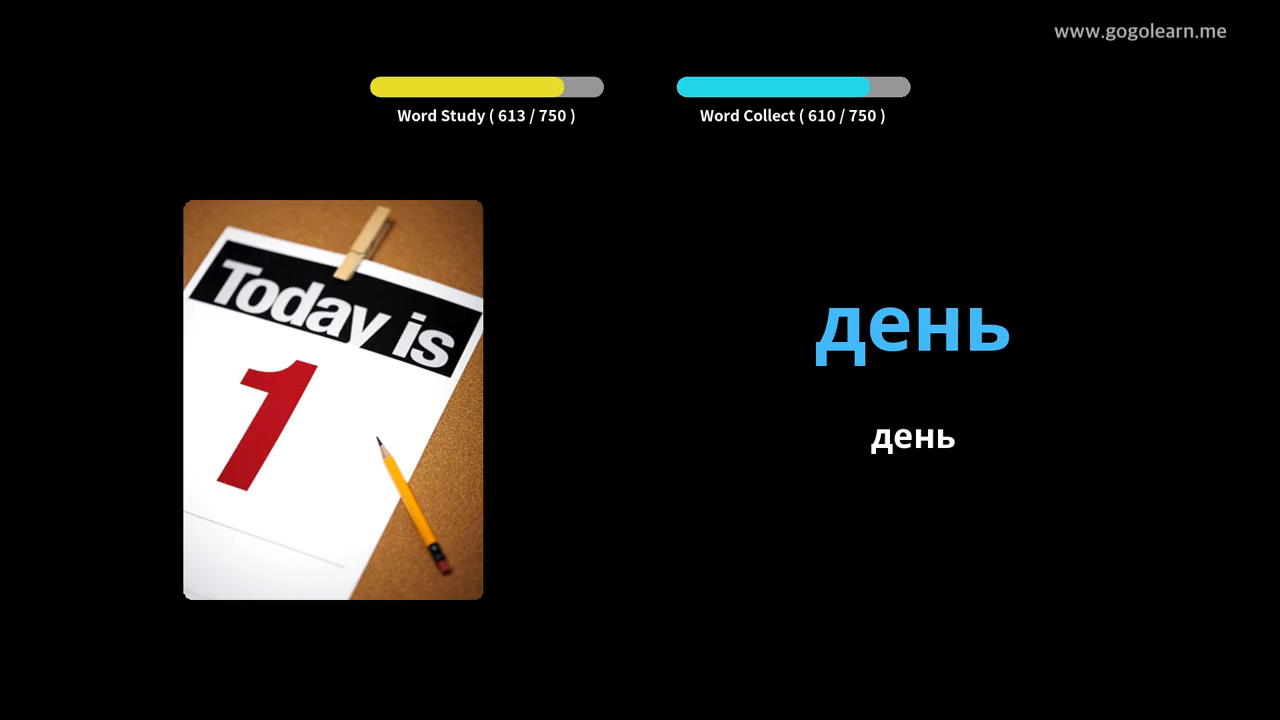 www.gogolearn.me
Word Study ( 613 / 750 )
Word Collect ( 610 / 750 )
Today is
1
день
день